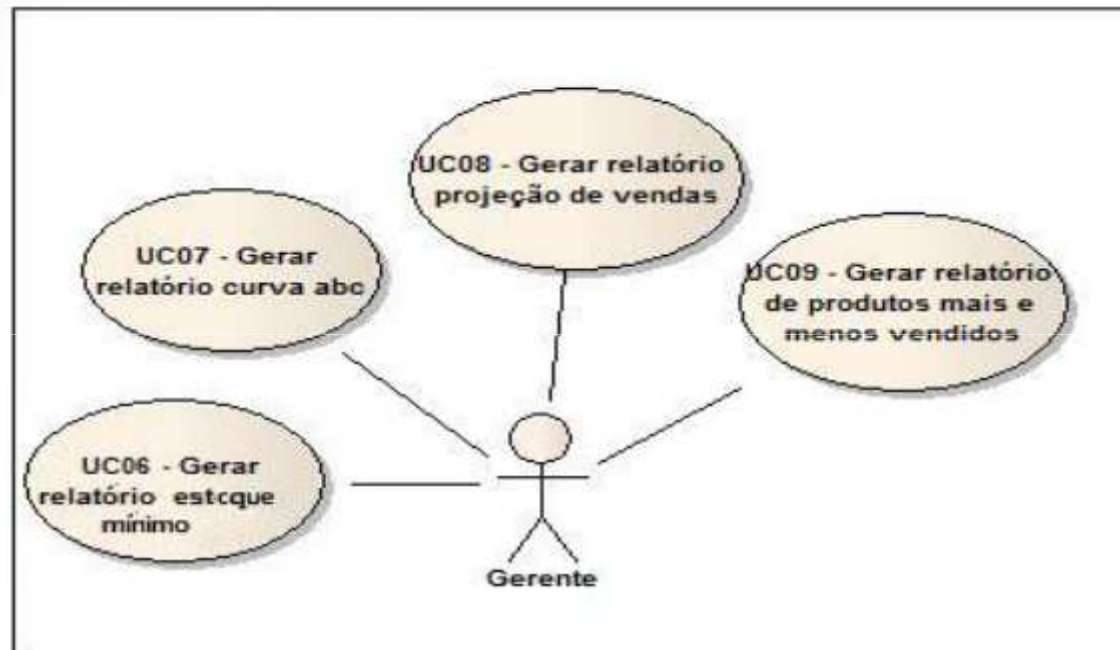 UC08 - Gerar relatório
projeção de vendas
UC07 - Gerar
relatório curva abc
UC09 - Gerar relatório
de produtos mais e
menos vendidos
UC06 - Gerar
relatório estcque
mínimo
Gerente